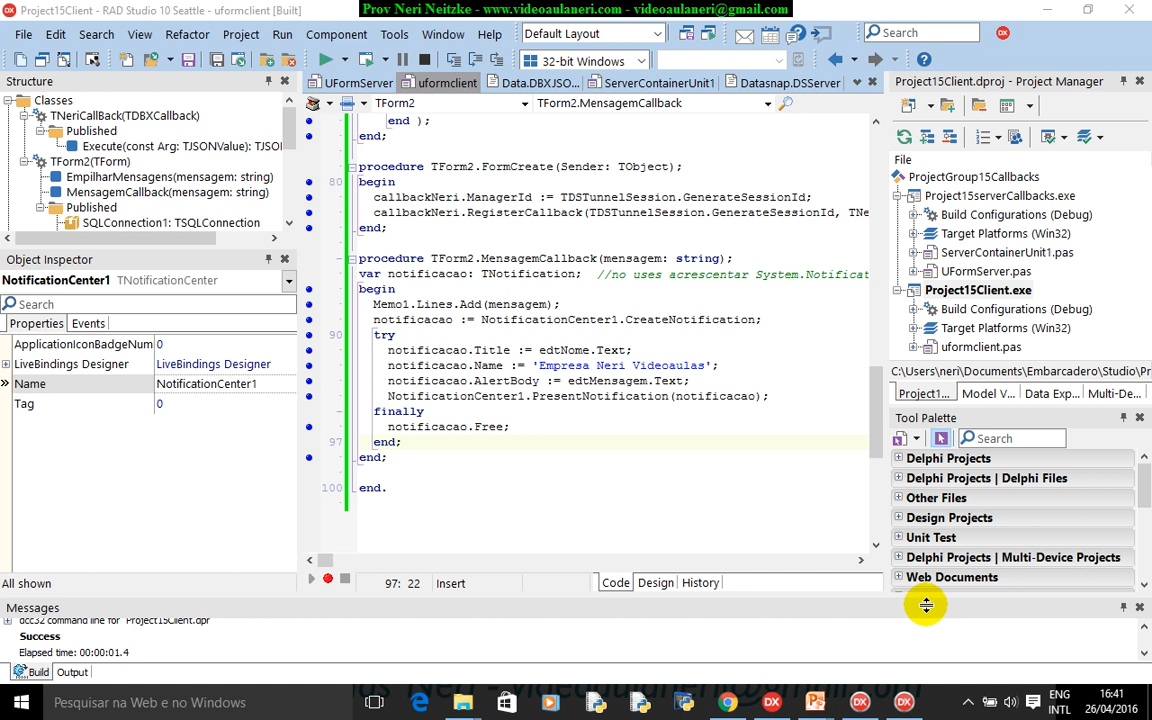 Project15Client - RAD Studio 10 Seattle - uformclient [Built]
Prov Neri Neitzke - www.videoaulaneri.com - videoaulaneri@gmail.com
File Edit Search View Refactor Project Run Component Tools Window Help
Default Layout
Search
32-bit Windows
Structure
Classes
TNeriCallBack(TDBXCallback)
Published
Execute(const Arg: TJSONValue): TJSO
TForm2(TForm)
EmpilharMensagens(mensagem: string)
MensagemCallback(mensagem: string)
Published
SQLConnection1: TSQLConnection
Object Inspector
NotificationCenter1 TNotificationCenter
Search
Properties Events
ApplicationIconBadgeNum 0
LiveBindings Designer LiveBindings Designer
Name NotificationCenter1
Tag 0
All shown
UFormServer uformclient Data.DBXJSO... ServerContainerUnit1 Datasnap.DSServer
TForm2 TForm2.MensagemCallback
end );
end;
procedure TForm2.FormCreate(Sender: TObject);
80 begin
callbackNeri.ManagerId := TDSTunnelSession.GenerateSessionId;
callbackNeri.RegisterCallback(TDSTunnelSession.GenerateSessionId, TNe
end;
procedure TForm2.MensagemCallback(mensagem: string);
var notificacao: TNotification; //no uses acrescentar System.Notificat
begin
Memo1.Lines.Add(mensagem);
90 notificacao := NotificationCenter1.CreateNotification;
try
notificacao.Title := edtNome.Text;
notificacao.Name := 'Empresa Neri Videoaulas';
notificacao.AlertBody := edtMensagem.Text;
NotificationCenter1.PresentNotification(notificacao);
finally
notificacao.Free;
97 end;
end;
100 end.
97: 22 Insert Code Design History
Project15Client.dproj - Project Manager
File
ProjectGroup15Callbacks
Project15serverCallbacks.exe
Build Configurations (Debug)
Target Platforms (Win32)
ServerContainerUnit1.pas
UFormServer.pas
Project15Client.exe
Build Configurations (Debug)
Target Platforms (Win32)
uformclient.pas
C:\Users\neri\Documents\Embarcadero\Studio\Pr
Project1... Model V... Data Exp... Multi-De...
Tool Palette
Search
Delphi Projects
Delphi Projects | Delphi Files
Other Files
Design Projects
Unit Test
Delphi Projects | Multi-Device Projects
Web Documents
Messages
dcc32 command line for "Project15Client.dpr"
Success
Elapsed time: 00:00:01.4
Build Output
Neri - videoaulaneri@gmail.com
Pesquisar na Web e no Windows
ENG
INTL
16:41
26/04/2016